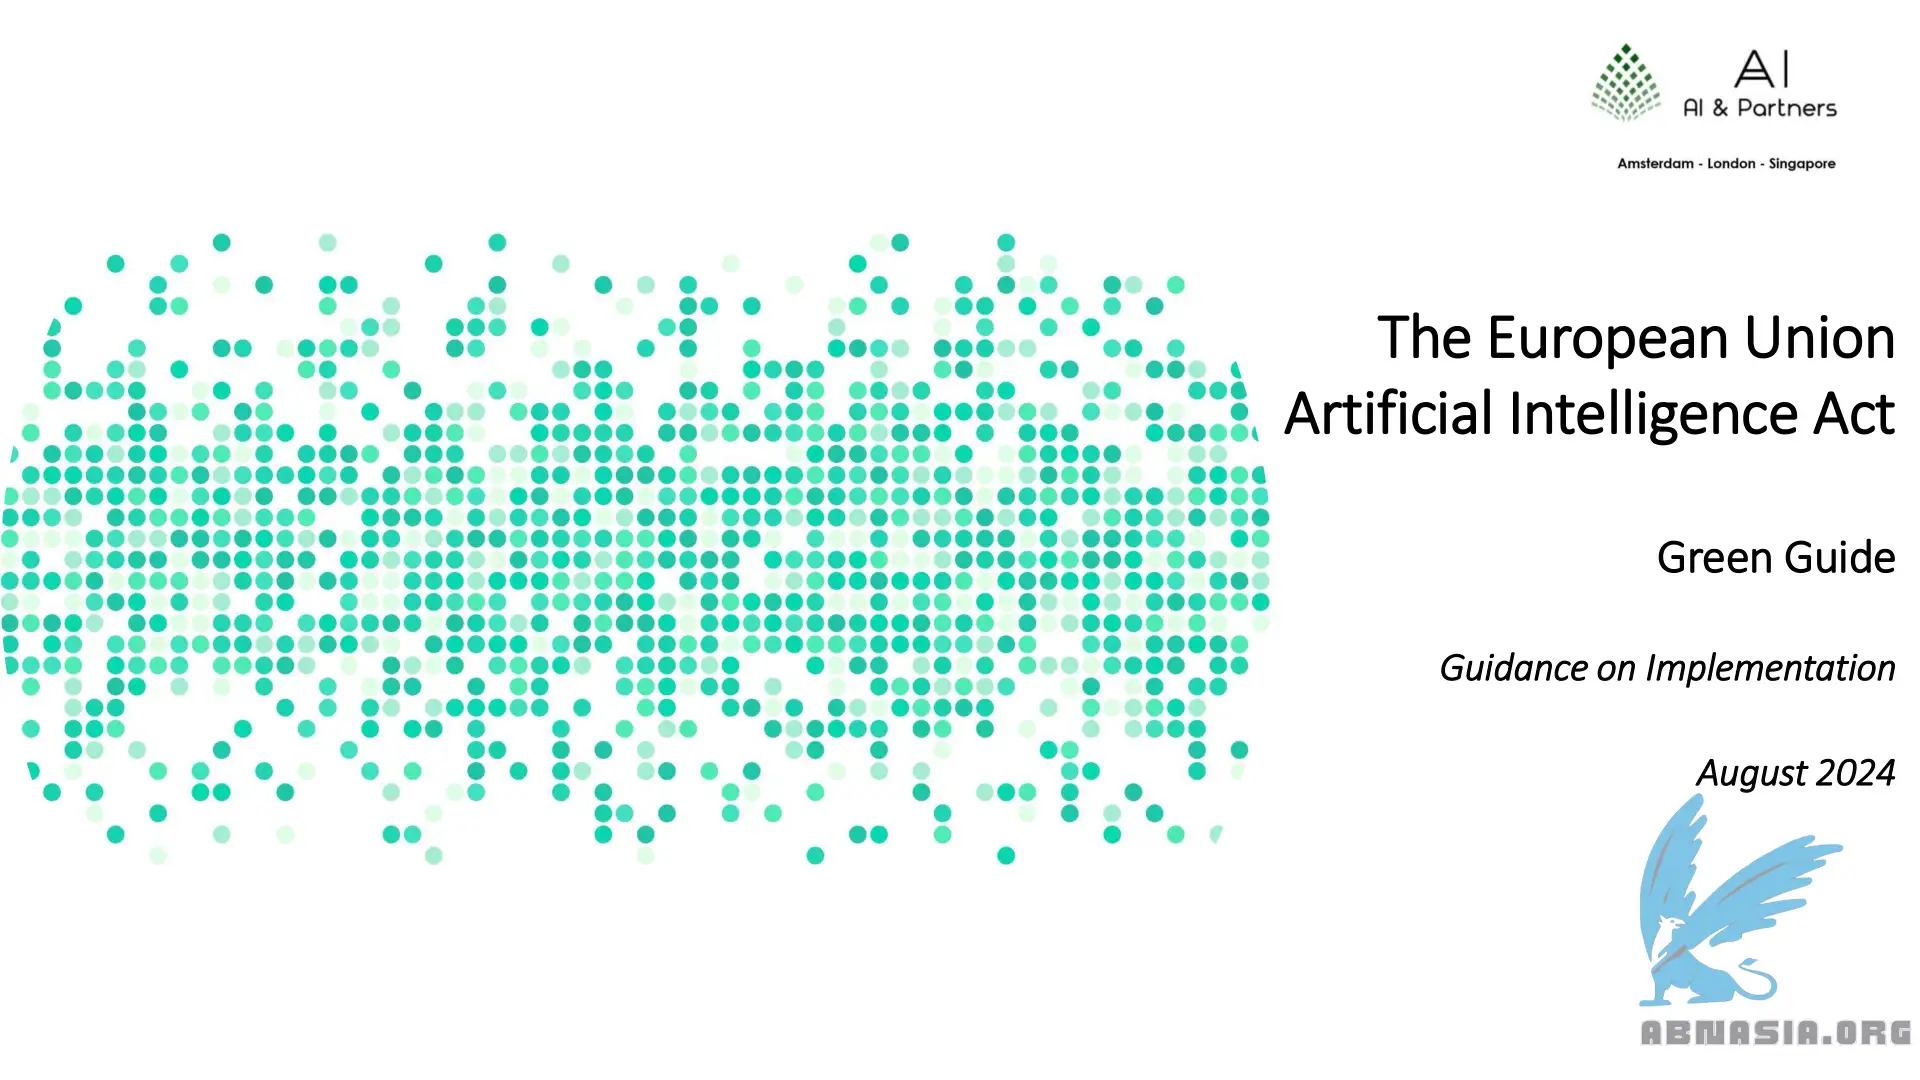 AI
AI & Partners
Amsterdam - London - Singapore
The European Union
Artificial Intelligence Act
Green Guide
Guidance on Implementation
August 2024
ABNASIA.ORG